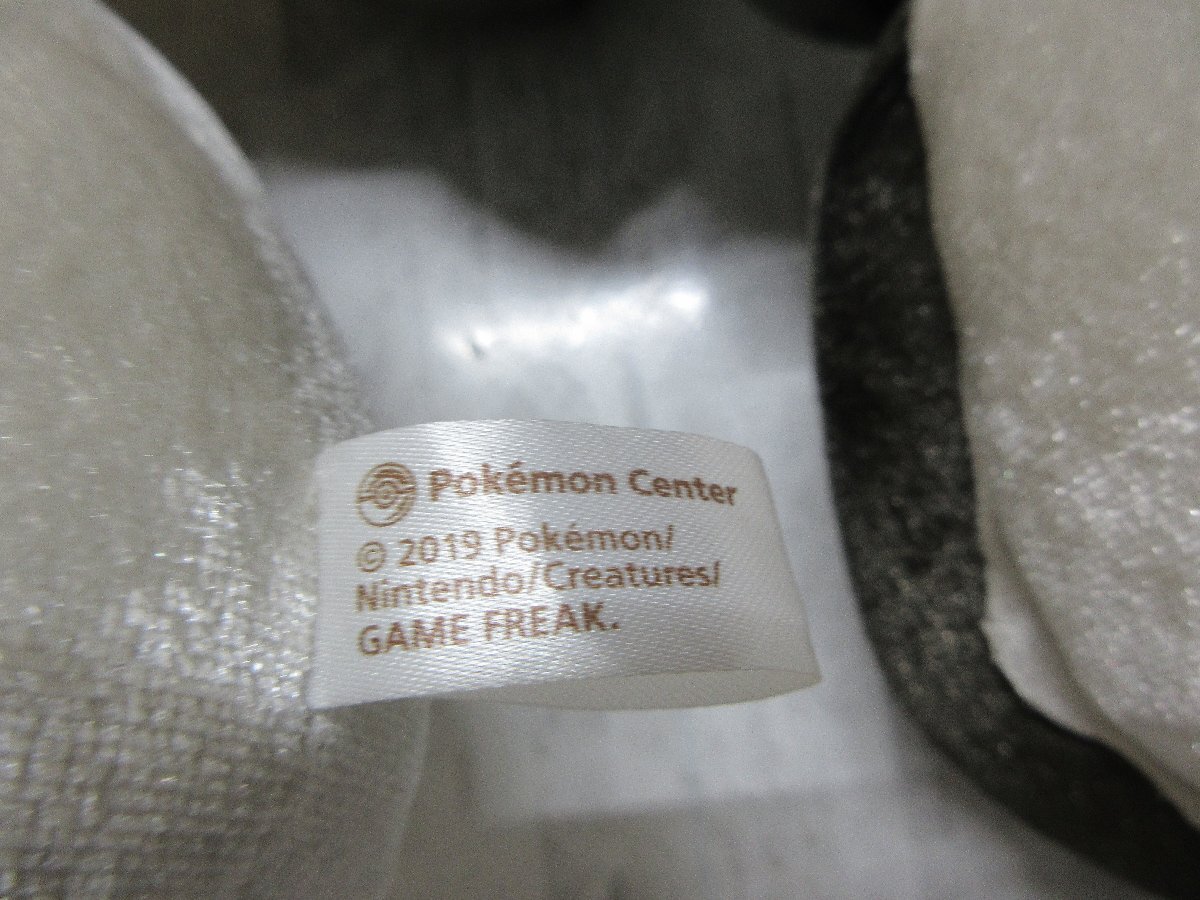 Pokémon Center
© 2019 Pokémon/
Nintendo/Creatures/
GAME FREAK.